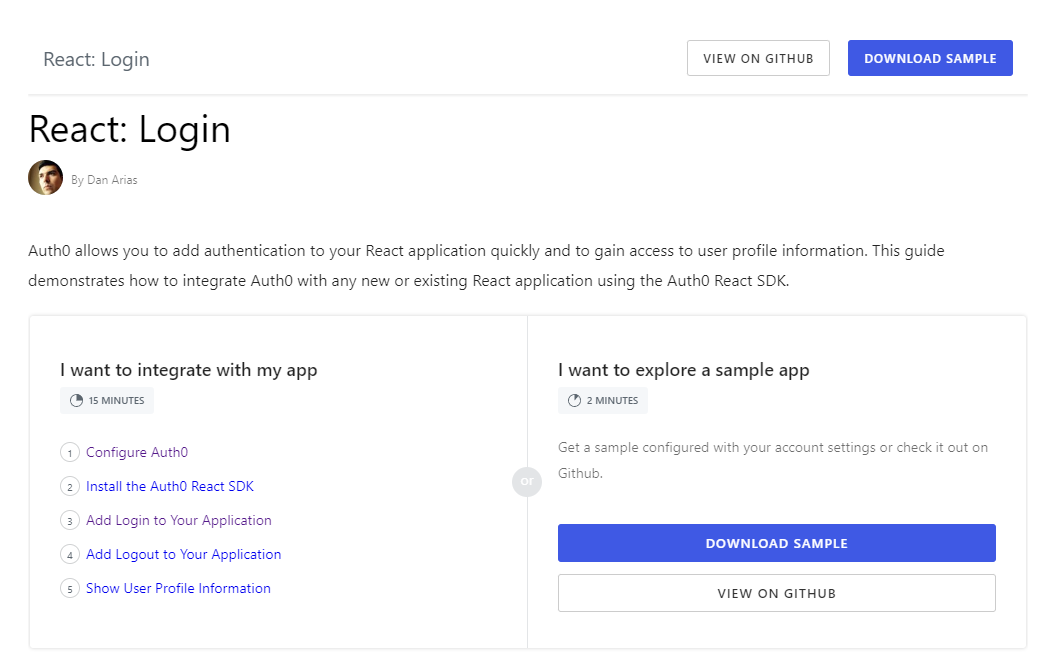 React: Login
VIEW ON GITHUB
DOWNLOAD SAMPLE
React: Login
By Dan Arias
Auth0 allows you to add authentication to your React application quickly and to gain access to user profile information. This guide
demonstrates how to integrate Auth0 with any new or existing React application using the Auth0 React SDK.
I want to integrate with my app
15 MINUTES
1 Configure Auth0
2 Install the Auth0 React SDK
3 Add Login to Your Application
4 Add Logout to Your Application
5 Show User Profile Information
or
I want to explore a sample app
2 MINUTES
Get a sample configured with your account settings or check it out on
Github.
DOWNLOAD SAMPLE
VIEW ON GITHUB